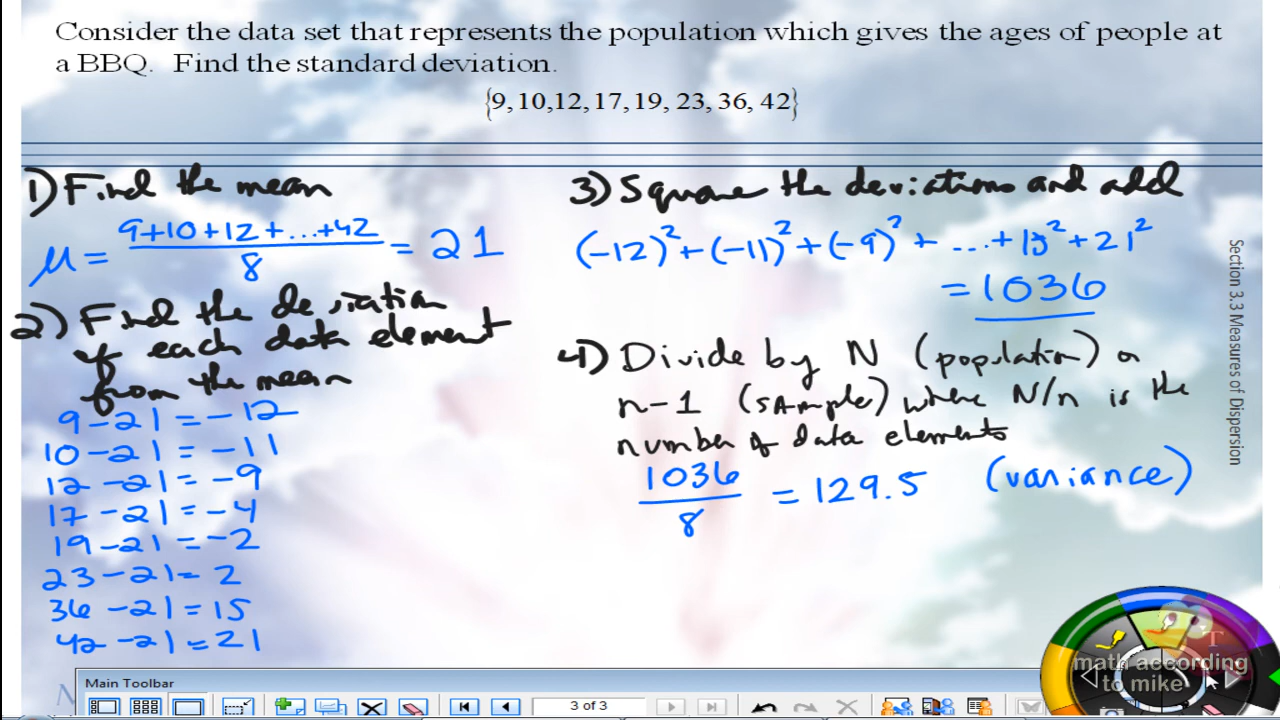 Consider the data set that represents the population which gives the ages of people at
a BBQ. Find the standard deviation.
{9, 10, 12, 17, 19, 23, 36, 42}
1) Find the mean
μ = 9+10+12+...+42 / 8 = 21
2) Find the deviation
of each data element
from the mean
9 - 21 = -12
10 - 21 = -11
12 - 21 = -9
17 - 21 = -4
19 - 21 = -2
23 - 21 = 2
36 - 21 = 15
42 - 21 = 21
3) Square the deviations and add
(-12)² + (-11)² + (-9)² + ... + 15² + 21²
= 1036
4) Divide by N (population) or
n-1 (sample) where N/n is the
number of data elements
1036 / 8 = 129.5 (variance)
Section 3.3 Measures of Dispersion
math according
to mike
Main Toolbar
3 of 3